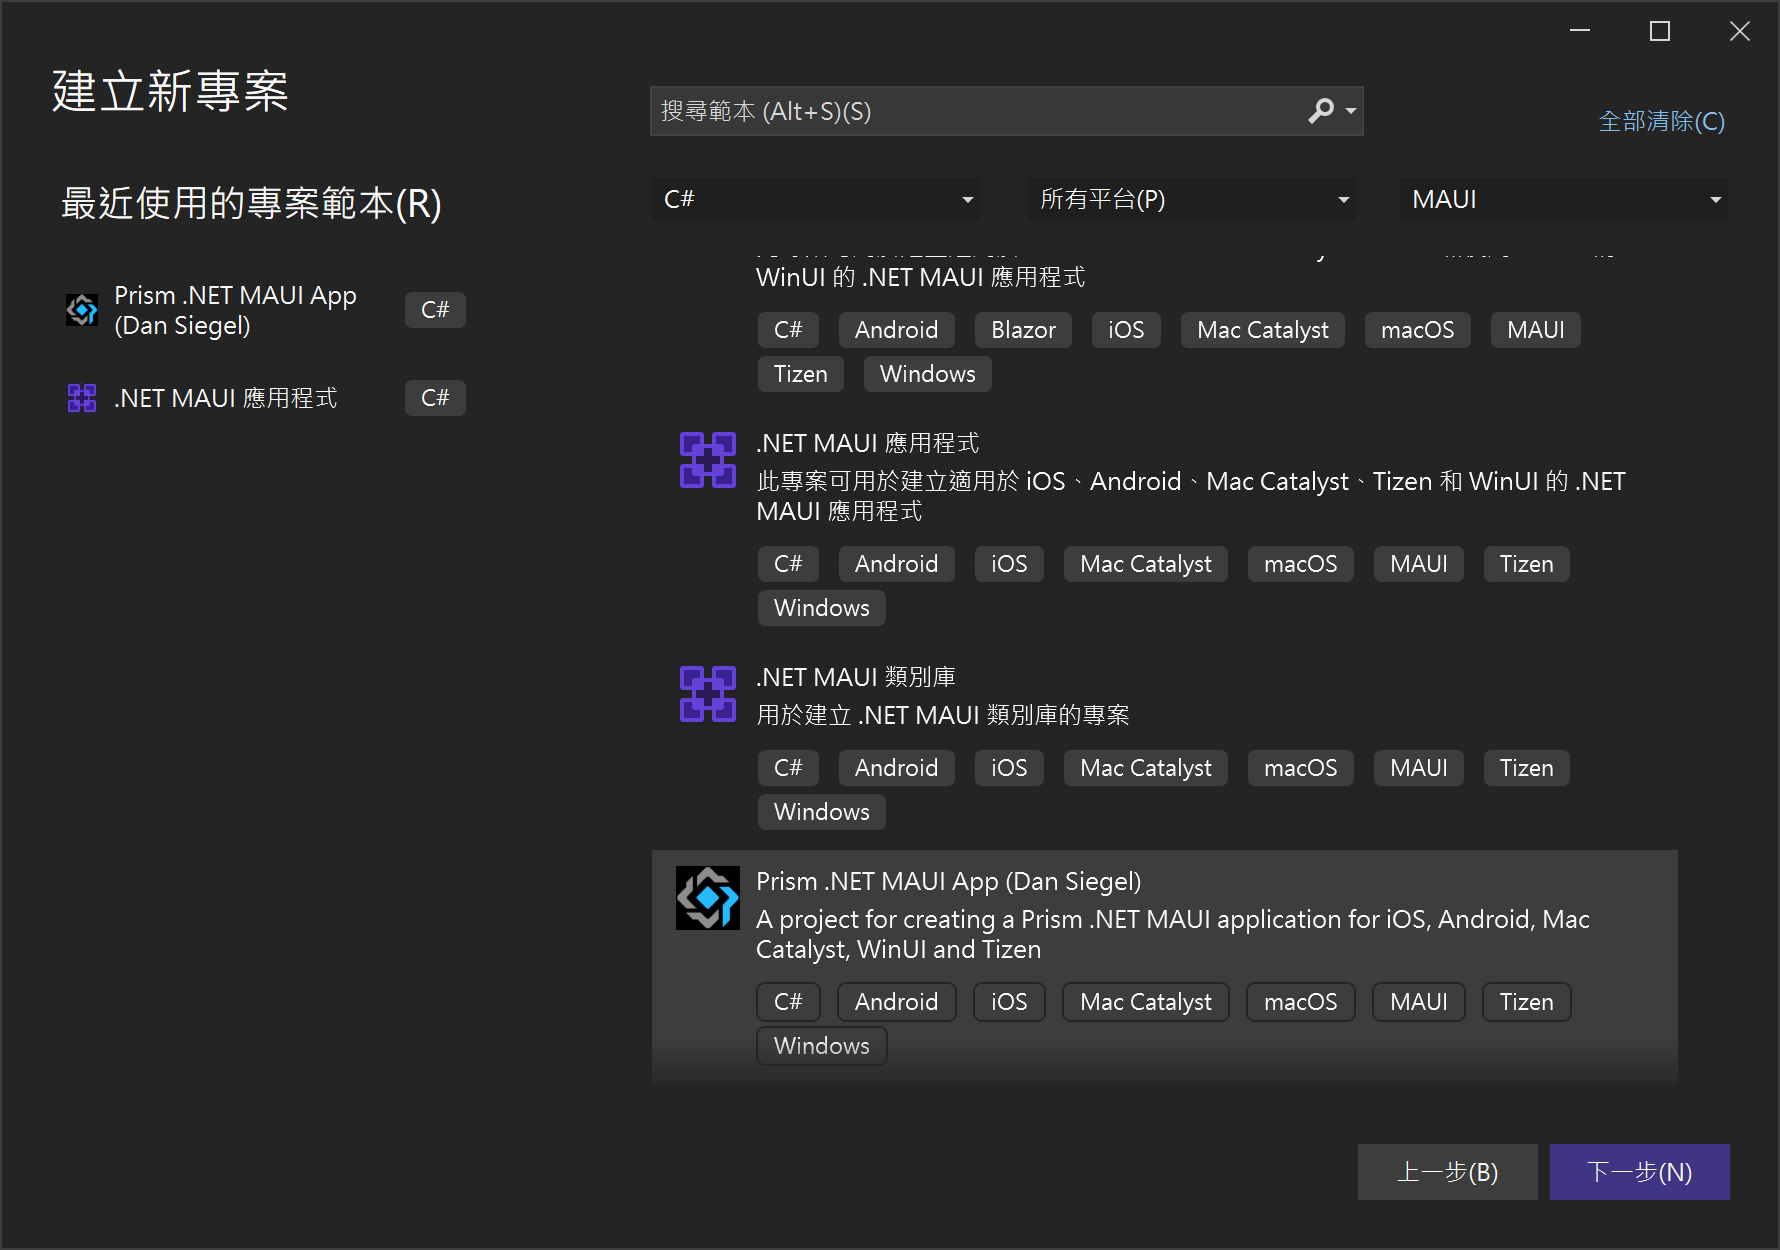 建立新專案
搜尋範本 (Alt+S)(S)
全部清除(C)
最近使用的專案範本(R)
C#
所有平台(P)
MAUI
Prism .NET MAUI App
(Dan Siegel)
C#
.NET MAUI 應用程式
C#
WinUI 的 .NET MAUI 應用程式
C# Android Blazor iOS Mac Catalyst macOS MAUI
Tizen Windows
.NET MAUI 應用程式
此專案可用於建立適用於 iOS、Android、Mac Catalyst、Tizen 和 WinUI 的 .NET
MAUI 應用程式
C# Android iOS Mac Catalyst macOS MAUI Tizen
Windows
.NET MAUI 類別庫
用於建立 .NET MAUI 類別庫的專案
C# Android iOS Mac Catalyst macOS MAUI Tizen
Windows
Prism .NET MAUI App (Dan Siegel)
A project for creating a Prism .NET MAUI application for iOS, Android, Mac
Catalyst, WinUI and Tizen
C# Android iOS Mac Catalyst macOS MAUI Tizen
Windows
上一步(B)
下一步(N)